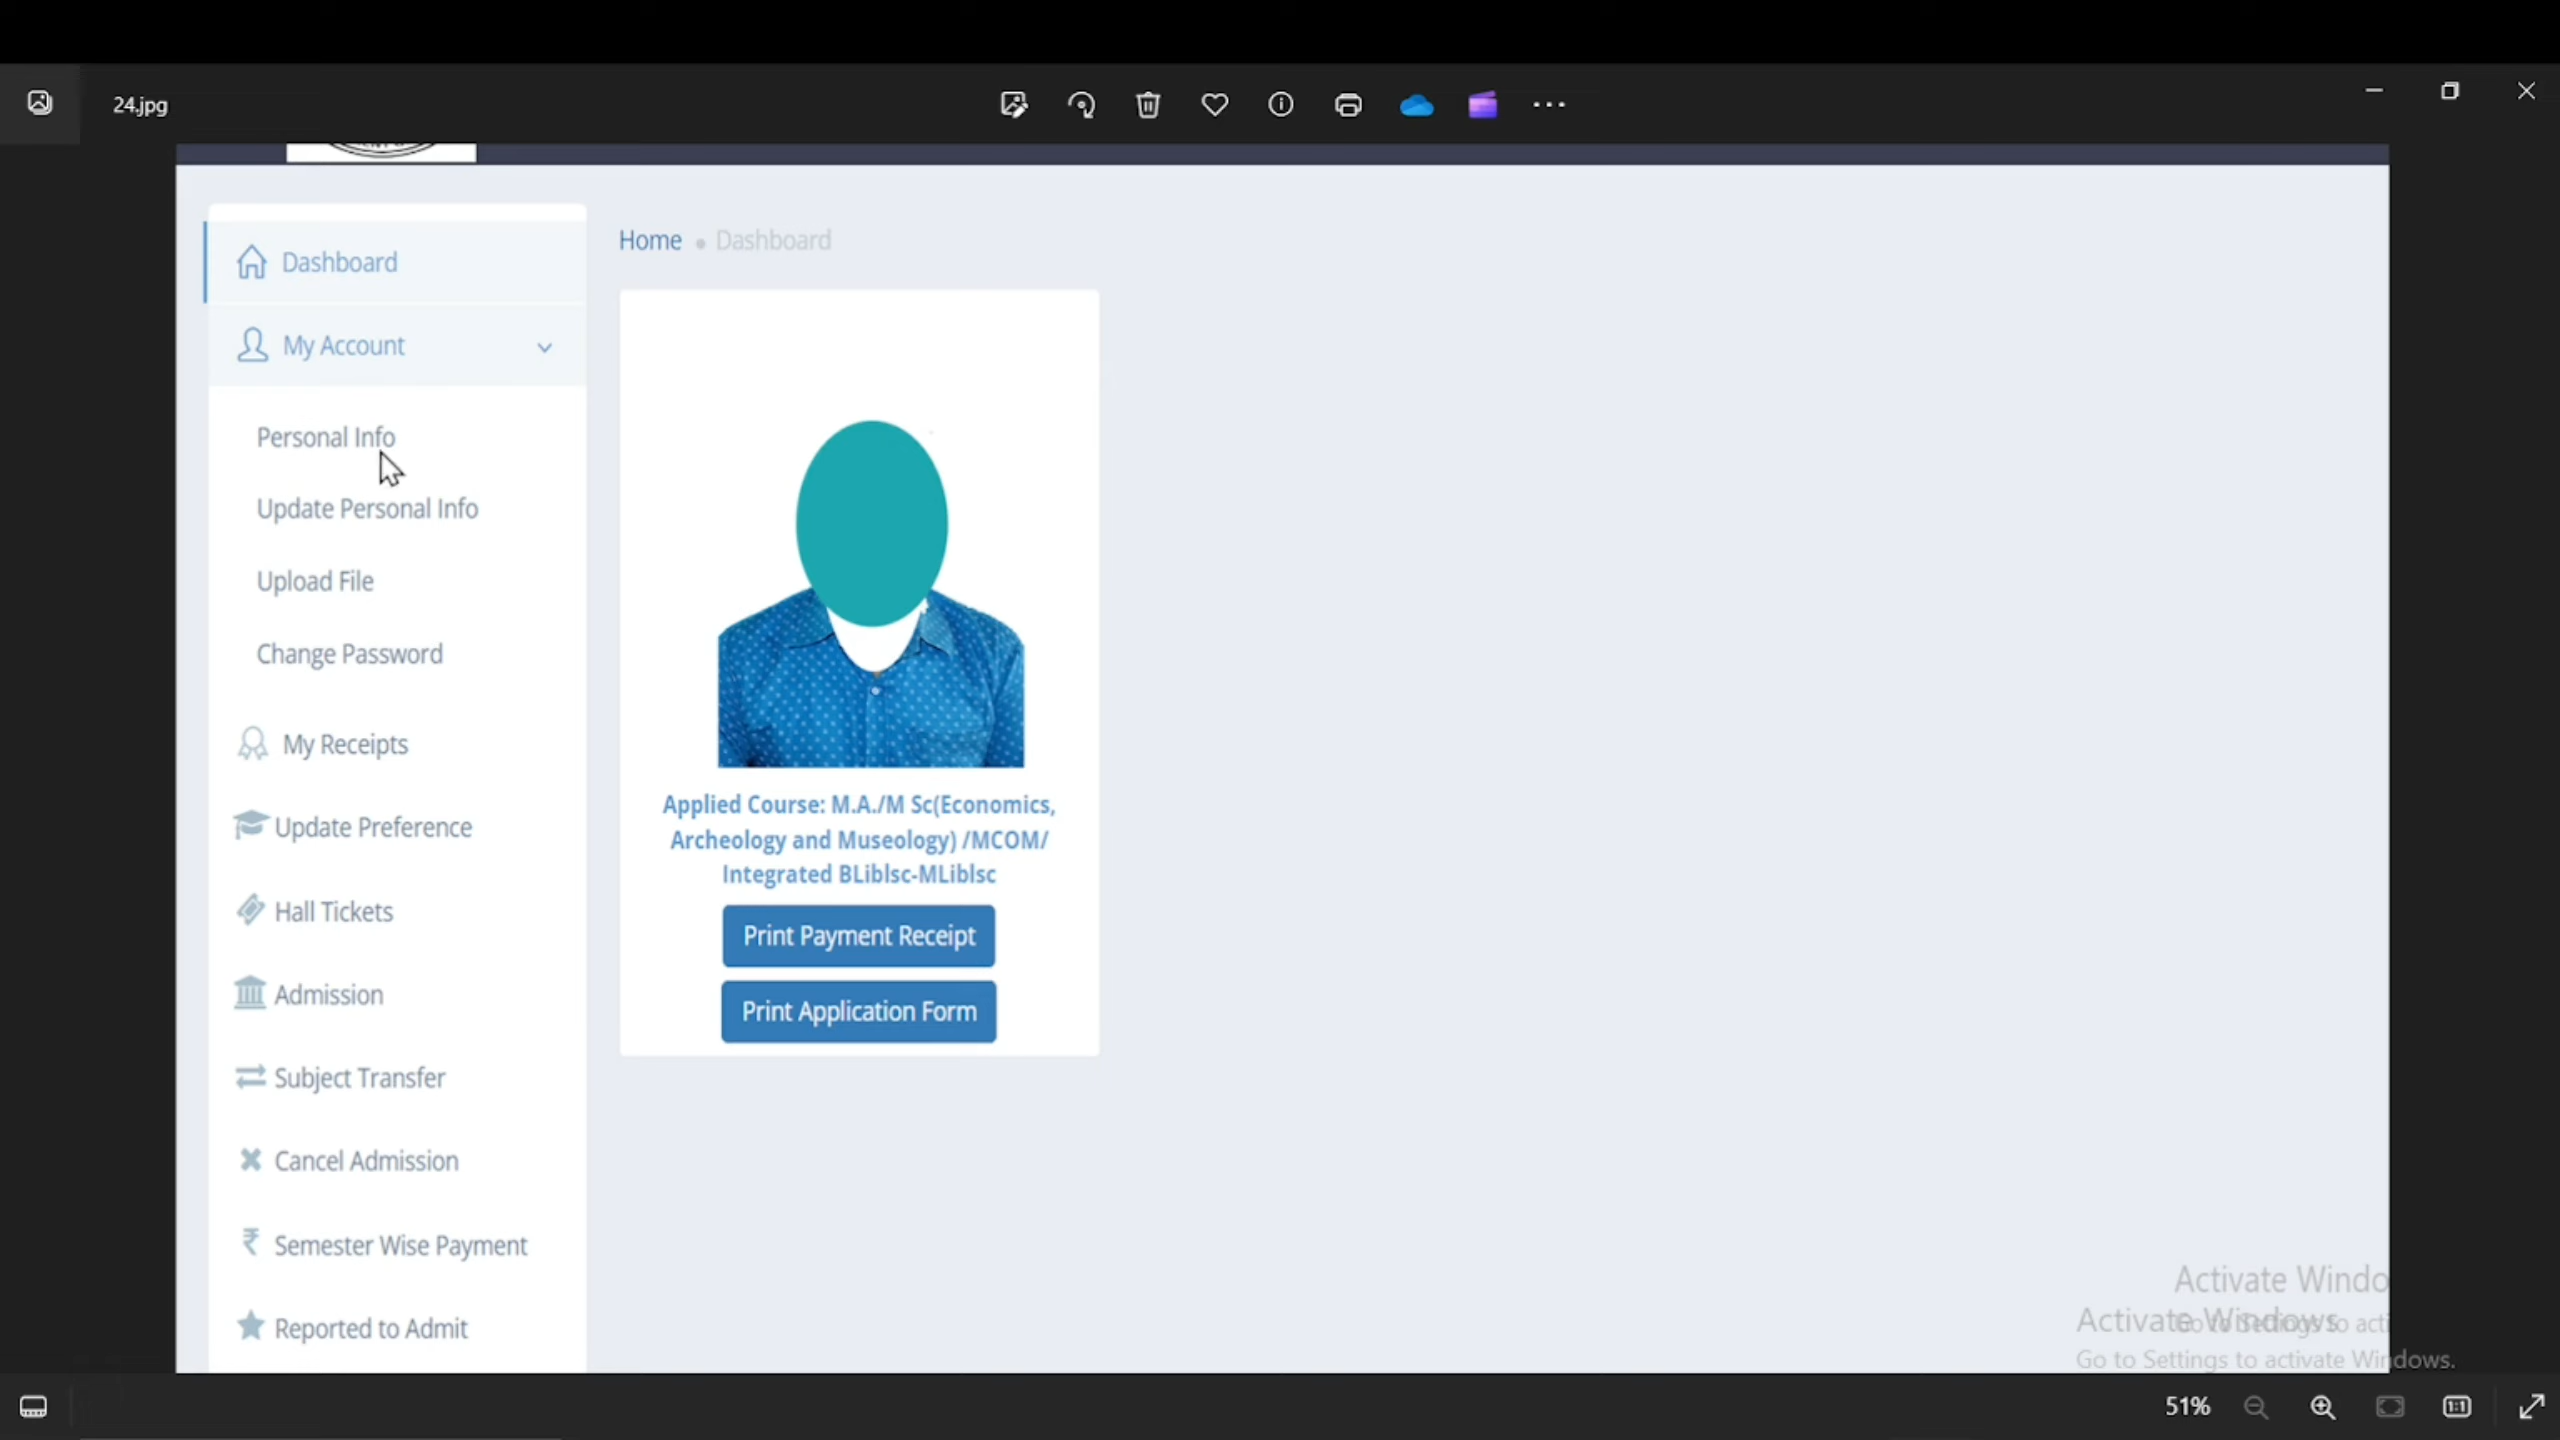 24.jpg
Dashboard
My Account
Personal Info
Update Personal Info
Upload File
Change Password
My Receipts
Update Preference
Hall Tickets
Admission
Subject Transfer
Cancel Admission
₹ Semester Wise Payment
Reported to Admit
Home • Dashboard
Applied Course: M.A./M Sc(Economics,
Archeology and Museology) /MCOM/
Integrated BLiblsc-MLiblsc
Print Payment Receipt
Print Application Form
Activate Windo
Activate Windows
Go to Settings to activate Windows.
51%
1:1